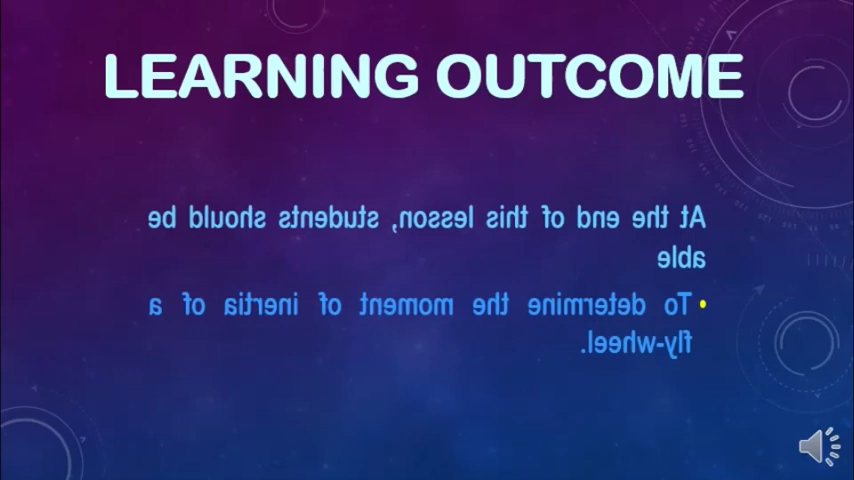 LEARNING OUTCOME
At the end of this lesson, students should be
able
• To determine the moment of inertia of a
fly-wheel.